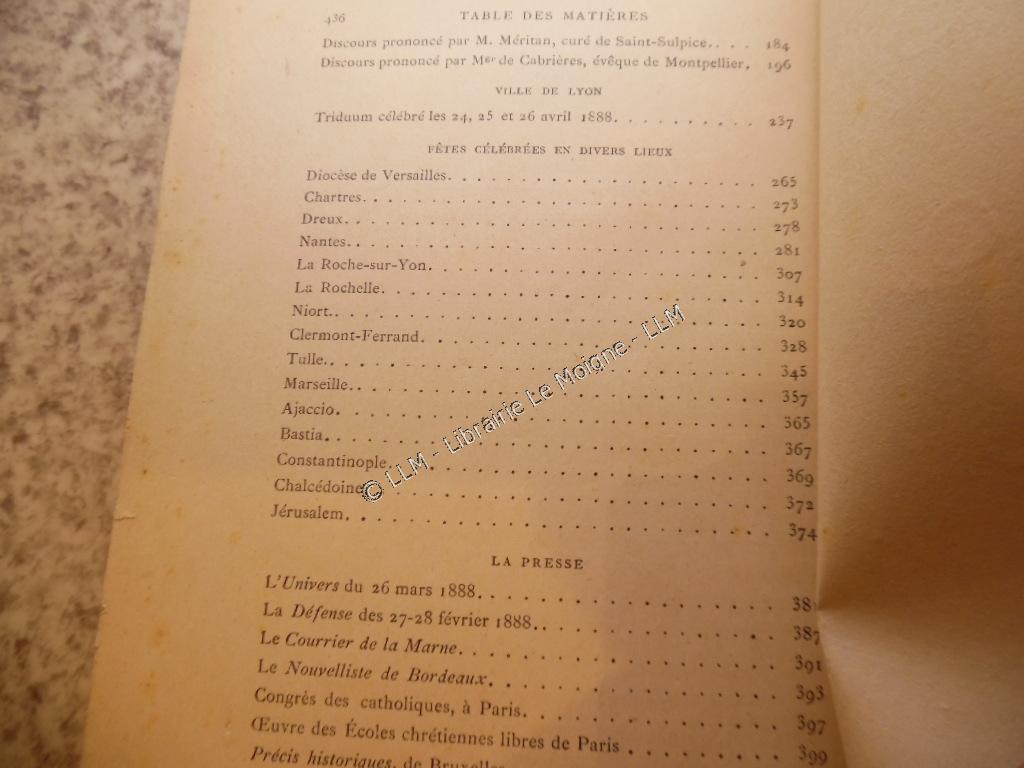 436 TABLE DES MATIÈRES
Discours prononcé par M. Méritan, curé de Saint-Sulpice.... 184
Discours prononcé par Mgr de Cabrières, évêque de Montpellier. 196
VILLE DE LYON
Triduum célébré les 24, 25 et 26 avril 1888. . . . . . . . . . . 237
FÊTES CÉLÉBRÉES EN DIVERS LIEUX
Diocèse de Versailles. . . . . . . . . . . . . . . . . . . . 265
Chartres. . . . . . . . . . . . . . . . . . . . . . . . 273
Dreux. . . . . . . . . . . . . . . . . . . . . . . . . 278
Nantes. . . . . . . . . . . . . . . . . . . . . . . . . 281
La Roche-sur-Yon. . . . . . . . . . . . . . . . . . . . . 307
La Rochelle. . . . . . . . . . . . . . . . . . . . . . . 314
Niort. . . . . . . . . . . . . . . . . . . . . . . . . . 320
Clermont-Ferrand. . . . . . . . . . . . . . . . . . . . . 328
Tulle. . . . . . . . . . . . . . . . . . . . . . . . . . 345
Marseille. . . . . . . . . . . . . . . . . . . . . . . . 357
Ajaccio. . . . . . . . . . . . . . . . . . . . . . . . . 365
Bastia. . . . . . . . . . . . . . . . . . . . . . . . . 367
Constantinople. . . . . . . . . . . . . . . . . . . . . . 369
Chalcédoine . . . . . . . . . . . . . . . . . . . . . . . 372
Jérusalem. . . . . . . . . . . . . . . . . . . . . . . . 374
© LLM - Librairie Le Moigne - LLM
LA PRESSE
L'Univers du 26 mars 1888. . . . . . . . . . . . . . . . . 381
La Défense des 27-28 février 1888. . . . . . . . . . . . . . 387
Le Courrier de la Marne. . . . . . . . . . . . . . . . . . 391
Le Nouvelliste de Bordeaux. . . . . . . . . . . . . . . . . 393
Congrès des catholiques, à Paris. . . . . . . . . . . . . . . 397
Œuvre des Écoles chrétiennes libres de Paris . . . . . . . . . 399
Précis historiques, de Bruxelles